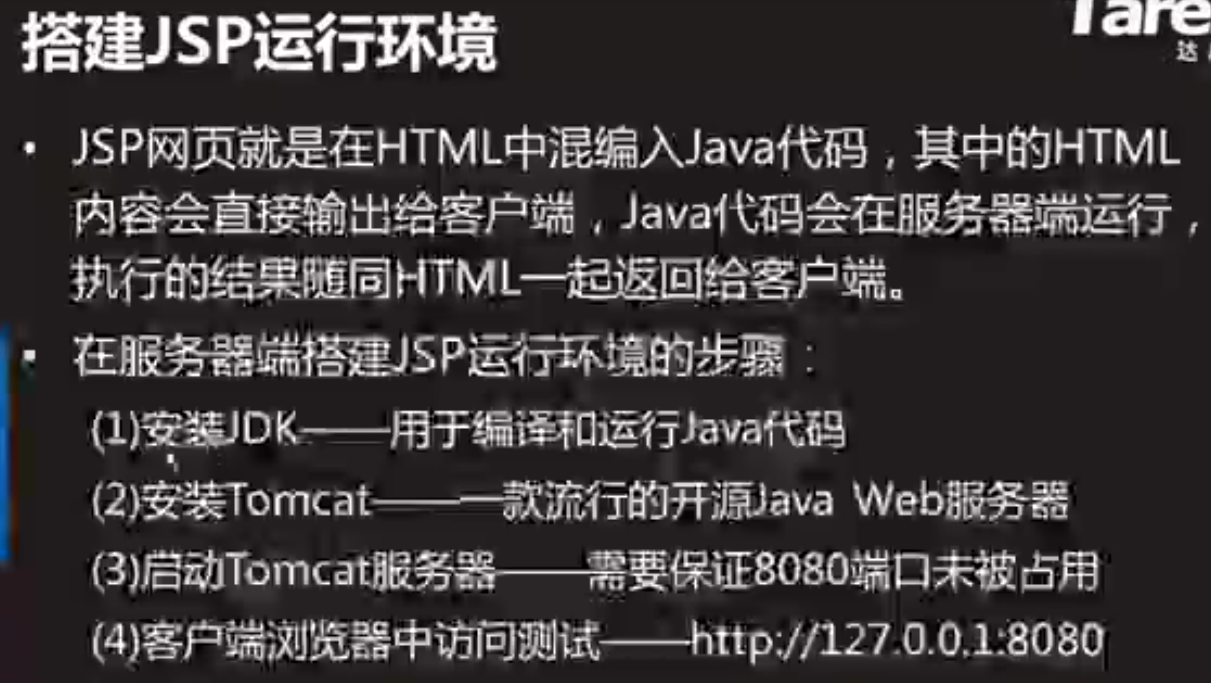 搭建JSP运行环境
Tare
达
• JSP网页就是在HTML中混编入Java代码，其中的HTML
内容会直接输出给客户端，Java代码会在服务器端运行，
执行的结果随同HTML一起返回给客户端。
• 在服务器端搭建JSP运行环境的步骤：
(1)安装JDK——用于编译和运行Java代码
(2)安装Tomcat——一款流行的开源Java Web服务器
(3)启动Tomcat服务器——需要保证8080端口未被占用
(4)客户端浏览器中访问测试——http://127.0.0.1:8080